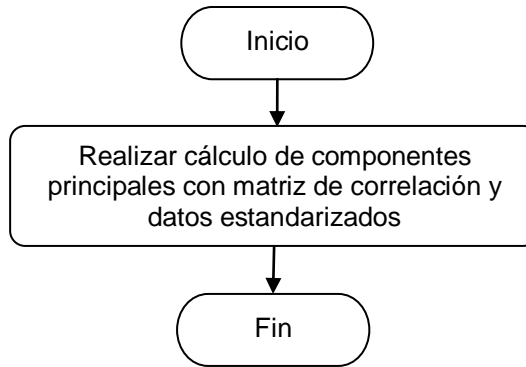 Inicio
Realizar cálculo de componentes
principales con matriz de correlación y
datos estandarizados
Fin